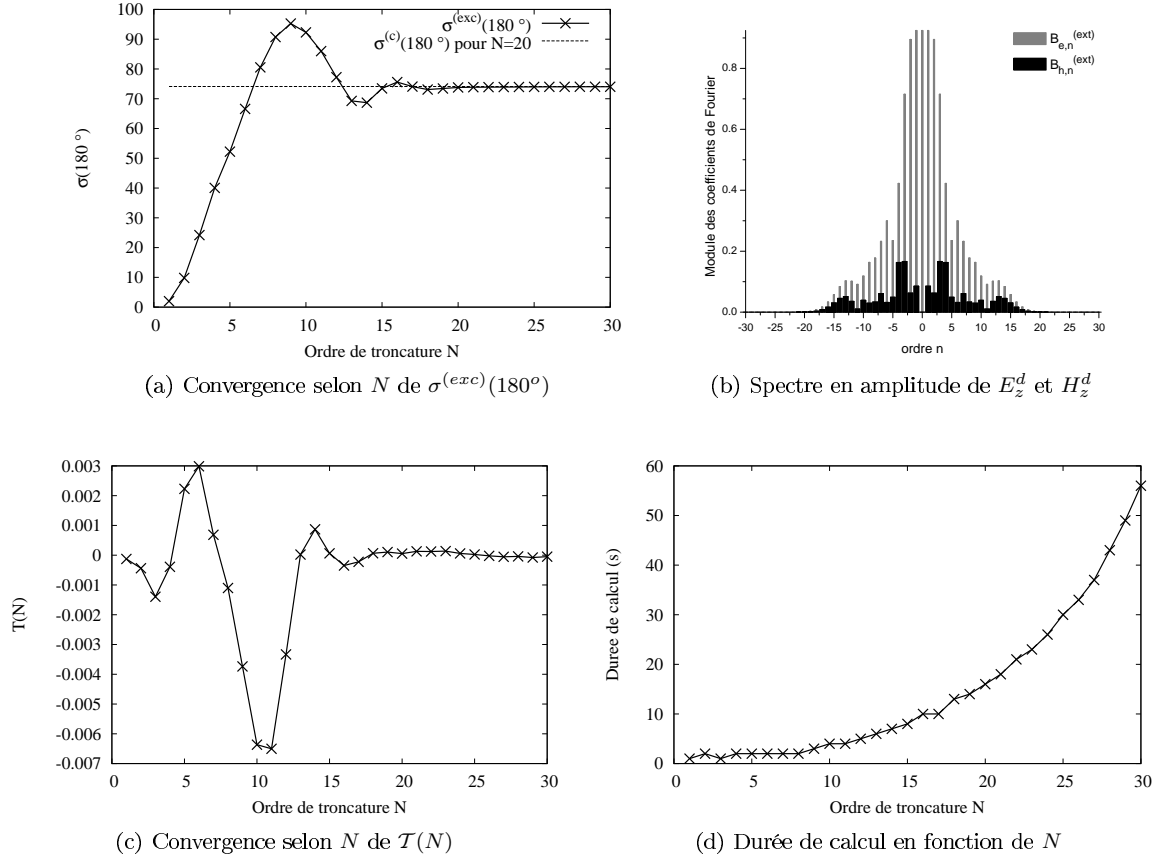 100
90
80
70
60
50
40
30
20
10
0
σ(180 °)
σ(exc)(180 °)
σ(c)(180 °) pour N=20
0 5 10 15 20 25 30
Ordre de troncature N
(a) Convergence selon N de σ(exc)(180o)
0.8
0.6
0.4
0.2
0.0
Module des coefficients de Fourier
Be,n(ext)
Bh,n(ext)
-30 -25 -20 -15 -10 -5 0 5 10 15 20 25 30
ordre n
(b) Spectre en amplitude de Ezd et Hzd
0.003
0.002
0.001
0
-0.001
-0.002
-0.003
-0.004
-0.005
-0.006
-0.007
T(N)
0 5 10 15 20 25 30
Ordre de troncature N
(c) Convergence selon N de T(N)
60
50
40
30
20
10
0
Duree de calcul (s)
0 5 10 15 20 25 30
Ordre de troncature N
(d) Durée de calcul en fonction de N